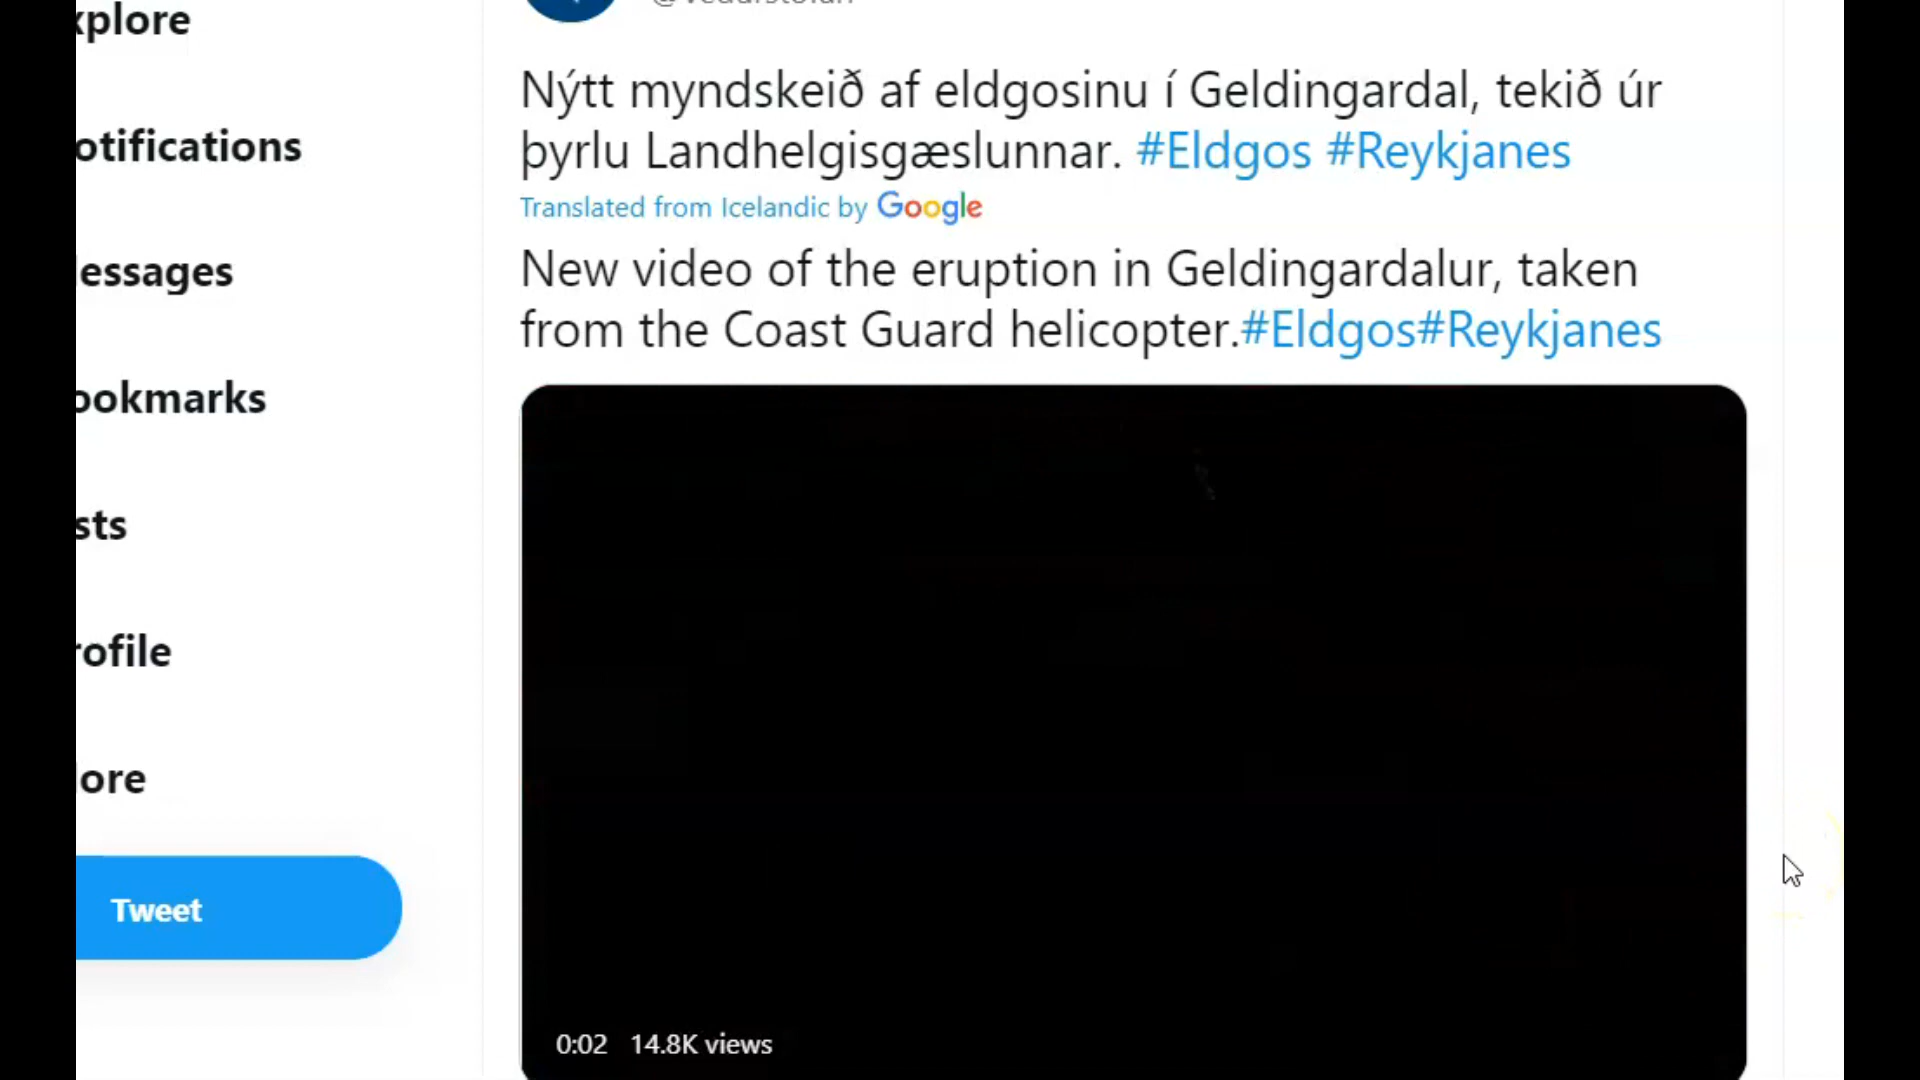 xplore
@Vedurstofan
Nýtt myndskeið af eldgosinu í Geldingardal, tekið úr
þyrlu Landhelgisgæslunnar. #Eldgos #Reykjanes
Translated from Icelandic by Google
New video of the eruption in Geldingardalur, taken
from the Coast Guard helicopter.#Eldgos#Reykjanes
otifications
essages
ookmarks
sts
rofile
ore
Tweet
0:02 14.8K views